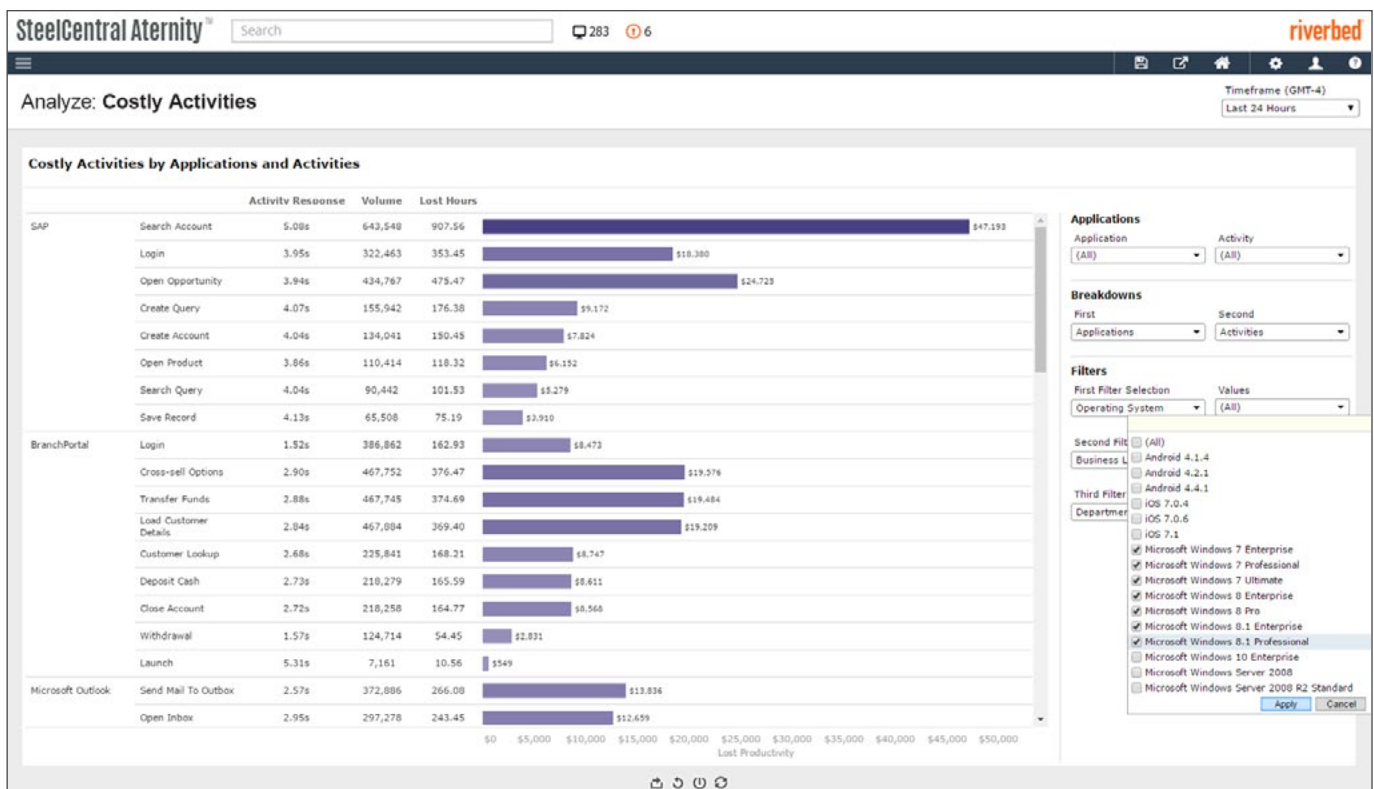 SteelCentral Aternity™ Search 283 6 riverbed
Analyze: Costly Activities
Timeframe (GMT-4)
Last 24 Hours
Costly Activities by Applications and Activities
Activity Response Volume Lost Hours
SAP Search Account 5.08s 643,548 907.56 $47,193
Login 3.95s 322,463 353.45 $18,380
Open Opportunity 3.94s 434,767 475.47 $24,725
Create Query 4.07s 155,942 176.38 $9,172
Create Account 4.04s 134,041 150.45 $7,824
Open Product 3.86s 110,414 118.32 $6,152
Search Query 4.04s 90,442 101.53 $5,279
Save Record 4.13s 65,508 75.19 $3,910
BranchPortal Login 1.52s 386,862 162.93 $8,473
Cross-sell Options 2.90s 467,752 376.47 $19,576
Transfer Funds 2.88s 467,745 374.69 $19,484
Load Customer
Details 2.84s 467,884 369.40 $19,209
Customer Lookup 2.68s 225,841 168.21 $8,747
Deposit Cash 2.73s 218,279 165.59 $8,611
Close Account 2.72s 218,258 164.77 $8,568
Withdrawal 1.57s 124,714 54.45 $2,831
Launch 5.31s 7,161 10.56 $549
Microsoft Outlook Send Mail To Outbox 2.57s 372,886 266.08 $13,836
Open Inbox 2.95s 297,278 243.45 $12,659
$0 $5,000 $10,000 $15,000 $20,000 $25,000 $30,000 $35,000 $40,000 $45,000 $50,000
Lost Productivity
Applications
Application Activity
(All) (All)
Breakdowns
First Second
Applications Activities
Filters
First Filter Selection Values
Operating System (All)
Second Filt
Business L
Third Filter
Departmer
(All)
Android 4.1.4
Android 4.2.1
Android 4.4.1
iOS 7.0.4
iOS 7.0.6
iOS 7.1
Microsoft Windows 7 Enterprise
Microsoft Windows 7 Professional
Microsoft Windows 7 Ultimate
Microsoft Windows 8 Enterprise
Microsoft Windows 8 Pro
Microsoft Windows 8.1 Enterprise
Microsoft Windows 8.1 Professional
Microsoft Windows 10 Enterprise
Microsoft Windows Server 2008
Microsoft Windows Server 2008 R2 Standard
Apply Cancel